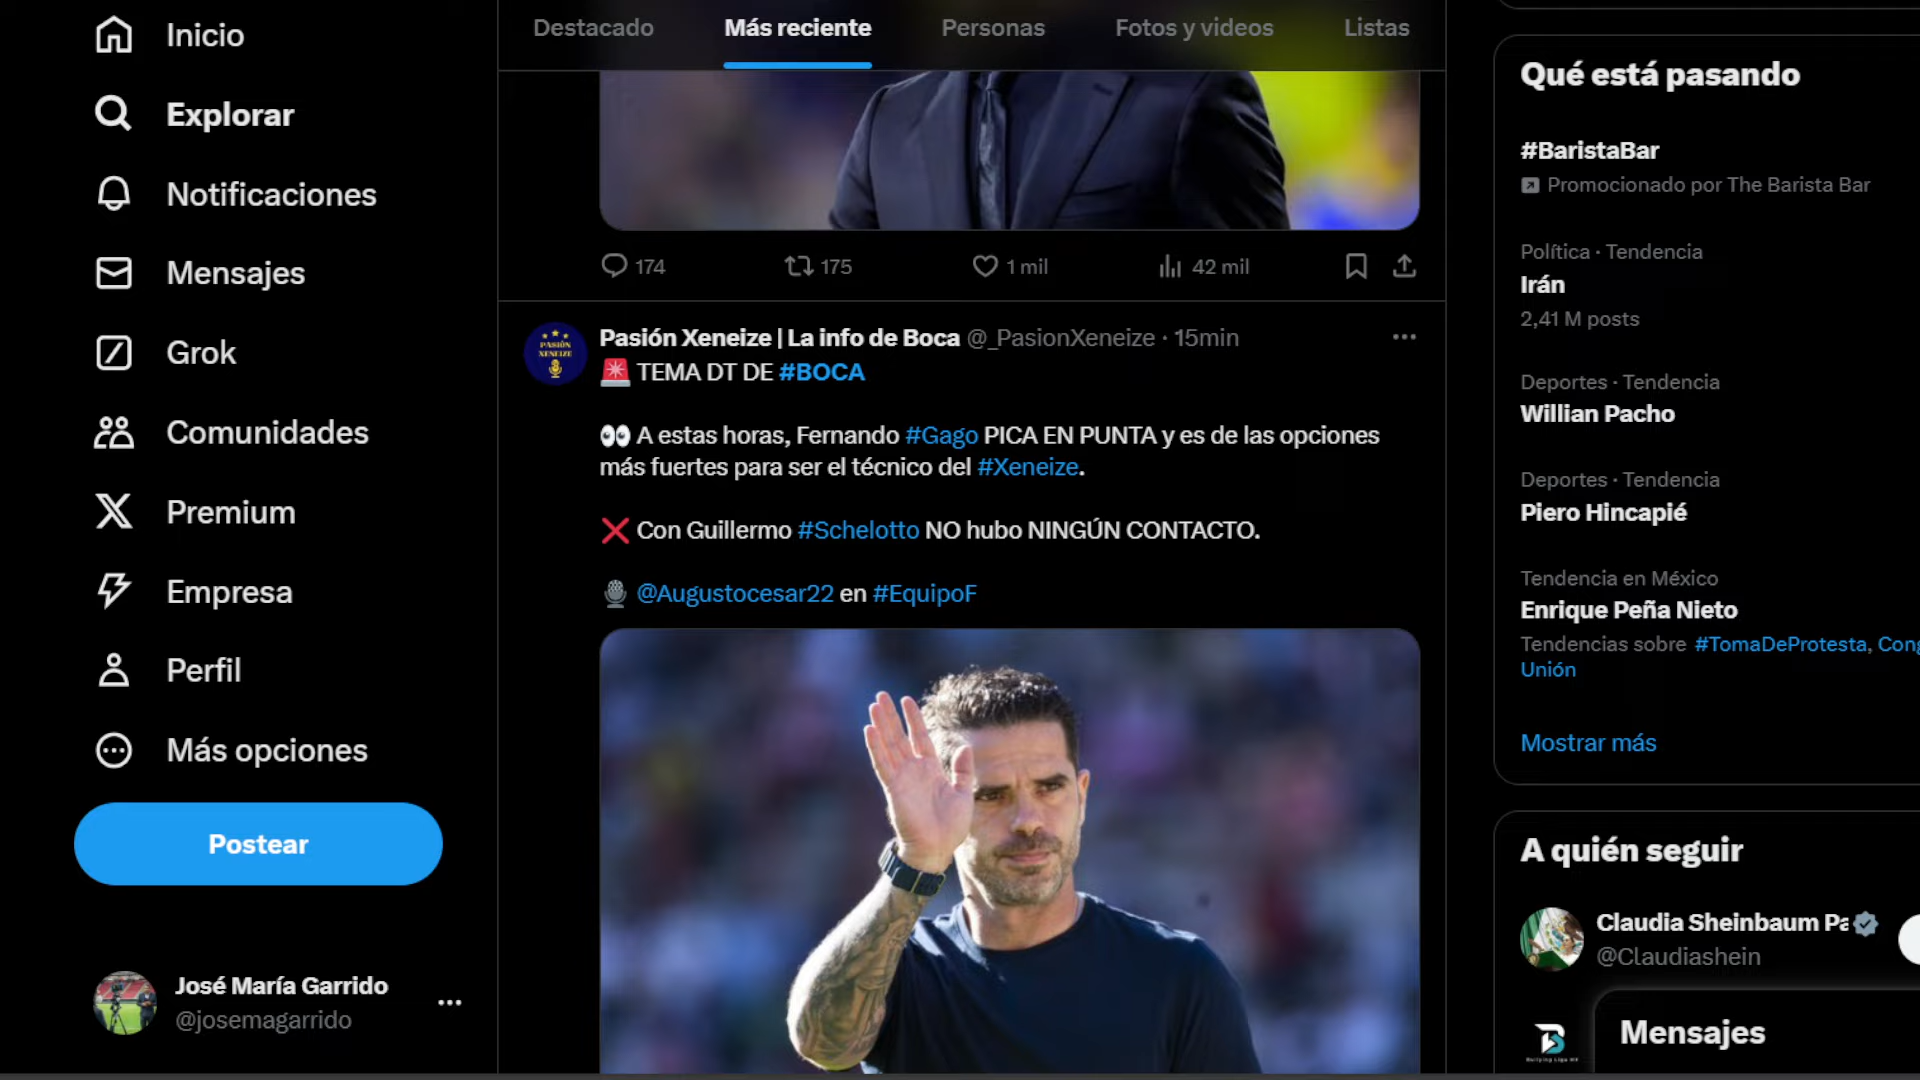 Inicio
Explorar
Notificaciones
Mensajes
Grok
Comunidades
Premium
Empresa
Perfil
Más opciones
Postear
José María Garrido
@josemagarrido
Destacado
Más reciente
Personas
Fotos y videos
Listas
174
175
1 mil
42 mil
PASIÓN
XENEIZE
Pasión Xeneize | La info de Boca @_PasionXeneize · 15min
🚨 TEMA DT DE #BOCA
👀 A estas horas, Fernando #Gago PICA EN PUNTA y es de las opciones
más fuertes para ser el técnico del #Xeneize.
❌ Con Guillermo #Schelotto NO hubo NINGÚN CONTACTO.
🎙️ @Augustocesar22 en #EquipoF
Qué está pasando
#BaristaBar
Promocionado por The Barista Bar
Política · Tendencia
Irán
2,41 M posts
Deportes · Tendencia
Willian Pacho
Deportes · Tendencia
Piero Hincapié
Tendencia en México
Enrique Peña Nieto
Tendencias sobre #TomaDeProtesta, Cong
Unión
Mostrar más
A quién seguir
Claudia Sheinbaum Pa
@Claudiashein
Mensajes